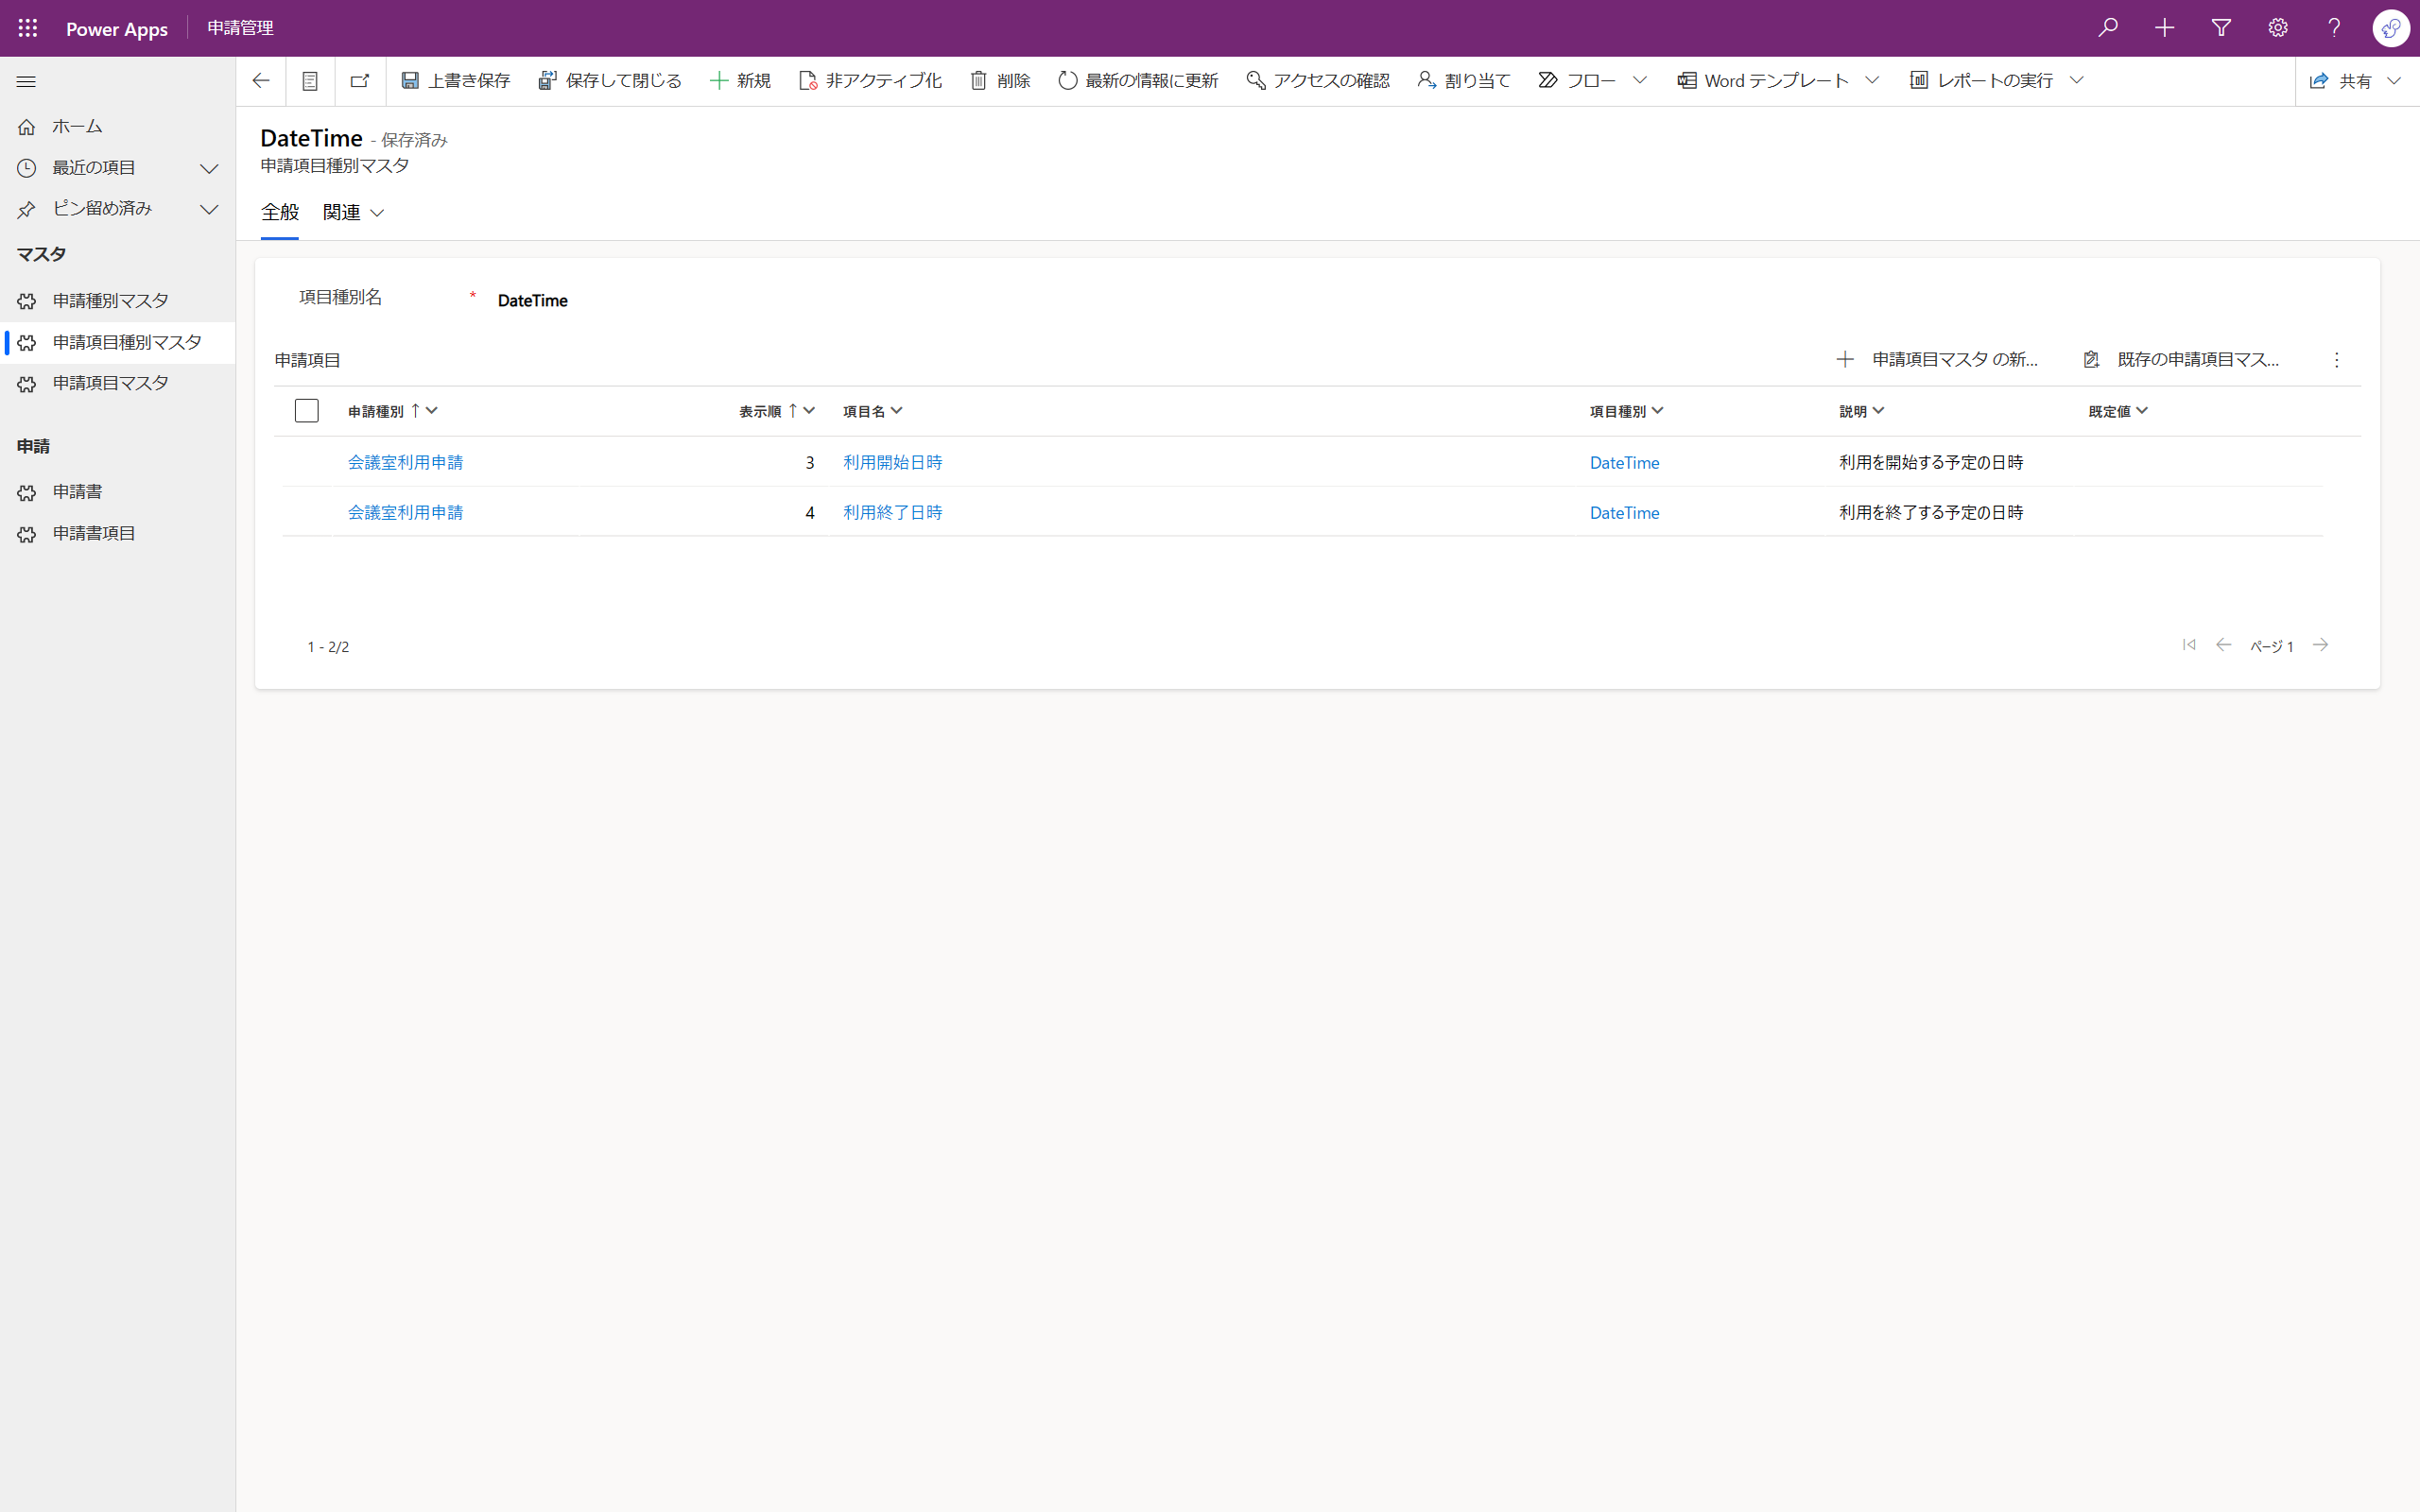 Power Apps 申請管理
上書き保存 保存して閉じる 新規 非アクティブ化 削除 最新の情報に更新 アクセスの確認 割り当て フロー Word テンプレート レポートの実行 共有
ホーム
最近の項目
ピン留め済み
マスタ
申請種別マスタ
申請項目種別マスタ
申請項目マスタ
申請
申請書
申請書項目
DateTime - 保存済み
申請項目種別マスタ
全般 関連
項目種別名 * DateTime
申請項目 申請項目マスタ の新... 既存の申請項目マス...
申請種別 表示順 項目名 項目種別 説明 既定値
会議室利用申請 3 利用開始日時 DateTime 利用を開始する予定の日時
会議室利用申請 4 利用終了日時 DateTime 利用を終了する予定の日時
1 - 2/2 ページ 1